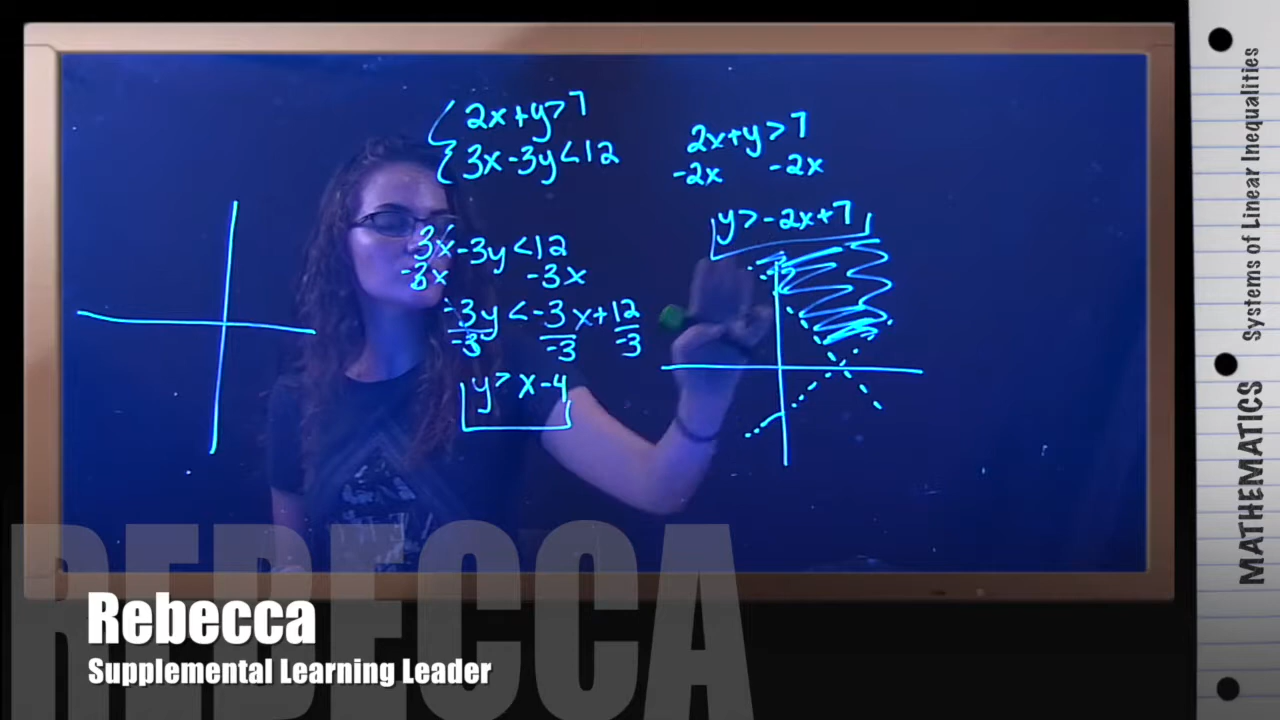 2x+y>7
3x-3y<12
2x+y>7
-2x -2x
y>-2x+7
3x-3y<12
-3x -3x
-3y<-3x+12
-3 -3 -3
y>x-4
REBECCA
Rebecca
Supplemental Learning Leader
MATHEMATICS
Systems of Linear Inequalities